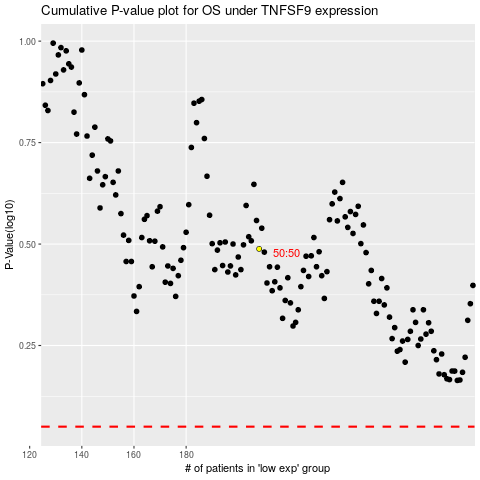 Cumulative P-value plot for OS under TNFSF9 expression
P-Value(log10)
1.00
0.75
0.50
0.25
50:50
120 140 160 180
# of patients in 'low exp' group